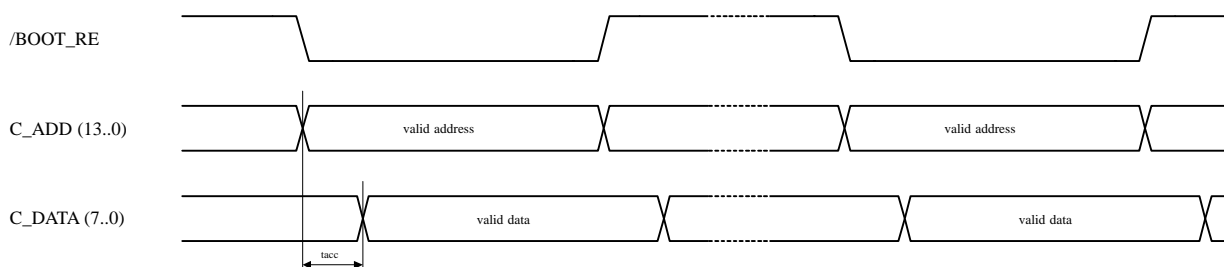 /BOOT_RE
C_ADD (13..0)
valid address
valid address
C_DATA (7..0)
valid data
valid data
tacc